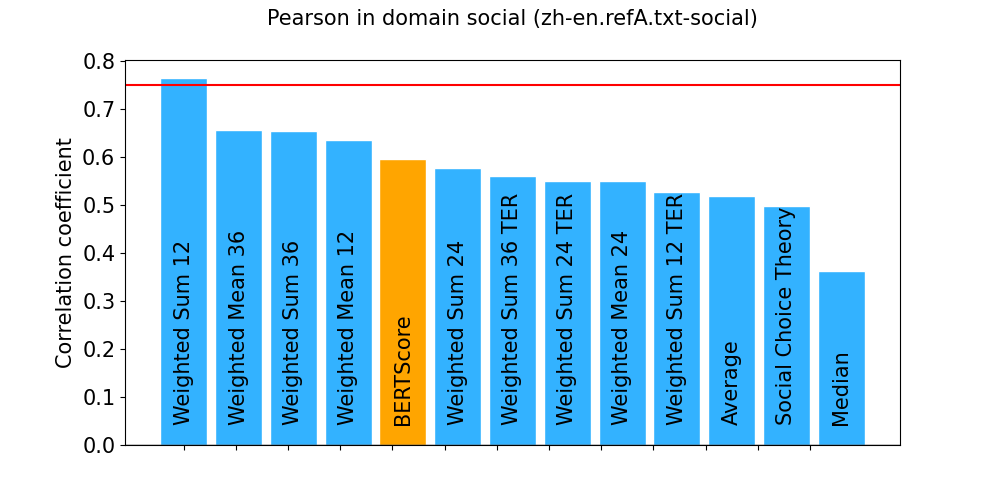 Pearson in domain social (zh-en.refA.txt-social)
Correlation coefficient
0.8
0.7
0.6
0.5
0.4
0.3
0.2
0.1
0.0
Weighted Sum 12
Weighted Mean 36
Weighted Sum 36
Weighted Mean 12
BERTScore
Weighted Sum 24
Weighted Sum 36 TER
Weighted Sum 24 TER
Weighted Mean 24
Weighted Sum 12 TER
Average
Social Choice Theory
Median